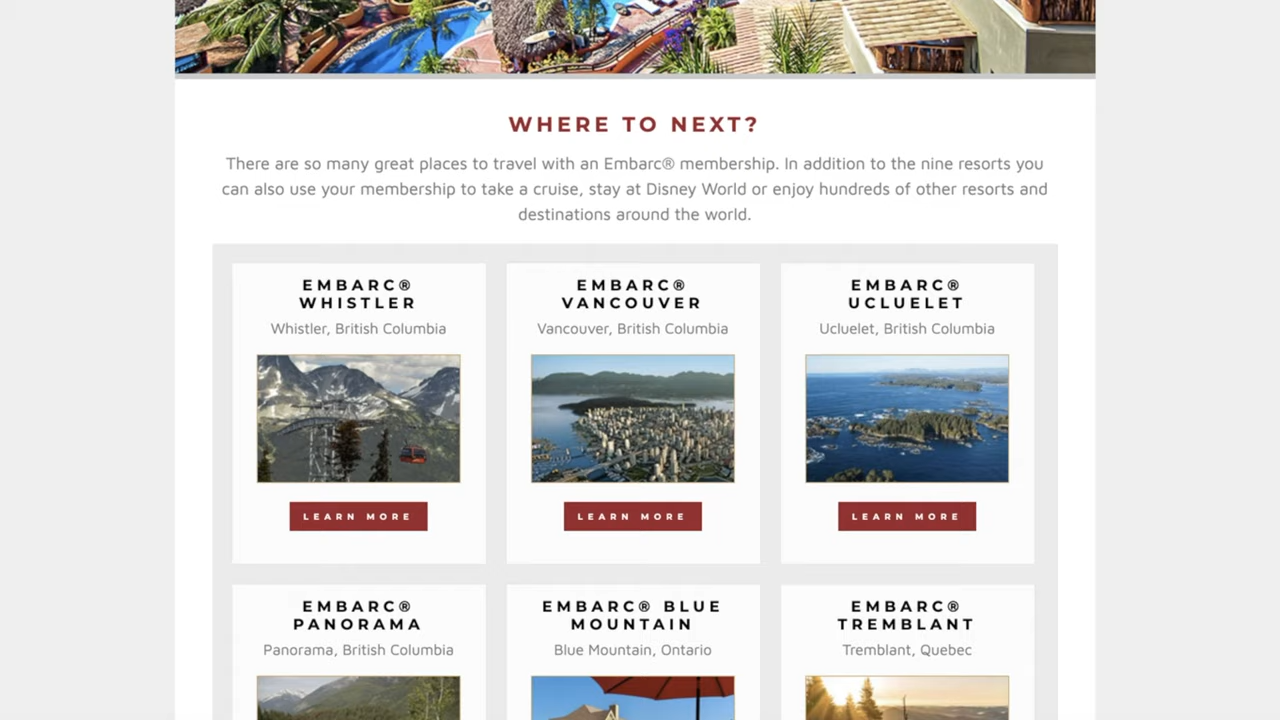 WHERE TO NEXT?
There are so many great places to travel with an Embarc® membership. In addition to the nine resorts you
can also use your membership to take a cruise, stay at Disney World or enjoy hundreds of other resorts and
destinations around the world.
EMBARC®
WHISTLER
Whistler, British Columbia
LEARN MORE
EMBARC®
VANCOUVER
Vancouver, British Columbia
LEARN MORE
EMBARC®
UCLUELET
Ucluelet, British Columbia
LEARN MORE
EMBARC®
PANORAMA
Panorama, British Columbia
EMBARC® BLUE
MOUNTAIN
Blue Mountain, Ontario
EMBARC®
TREMBLANT
Tremblant, Quebec